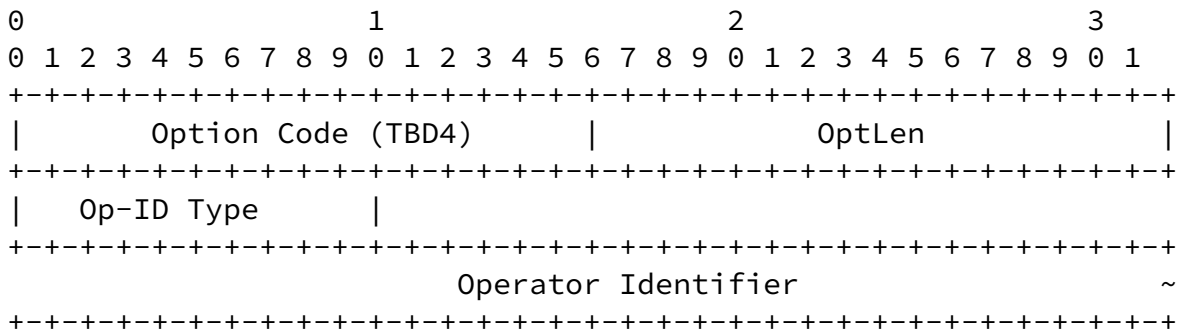 0                   1                   2                   3
0 1 2 3 4 5 6 7 8 9 0 1 2 3 4 5 6 7 8 9 0 1 2 3 4 5 6 7 8 9 0 1
+-+-+-+-+-+-+-+-+-+-+-+-+-+-+-+-+-+-+-+-+-+-+-+-+-+-+-+-+-+-+-+-+
|       Option Code (TBD4)      |            OptLen             |
+-+-+-+-+-+-+-+-+-+-+-+-+-+-+-+-+-+-+-+-+-+-+-+-+-+-+-+-+-+-+-+-+
|   Op-ID Type      |
+-+-+-+-+-+-+-+-+-+-+-+-+-+-+-+-+-+-+-+-+-+-+-+-+-+-+-+-+-+-+-+-+
                         Operator Identifier                    ~
+-+-+-+-+-+-+-+-+-+-+-+-+-+-+-+-+-+-+-+-+-+-+-+-+-+-+-+-+-+-+-+-+